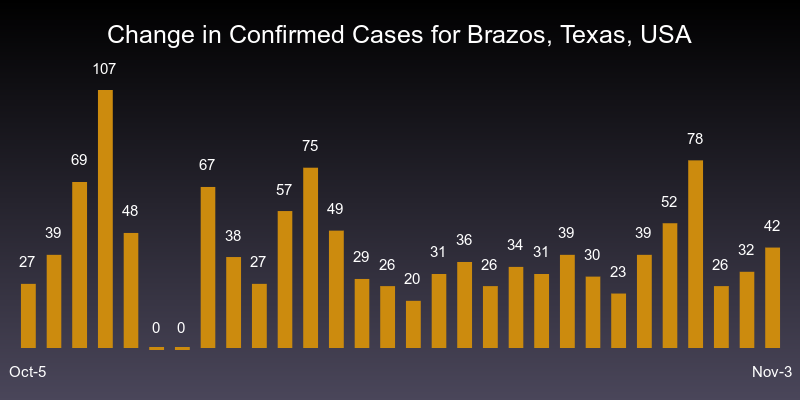 Change in Confirmed Cases for Brazos, Texas, USA
27 39 69 107 48 0 0 67 38 27 57 75 49 29 26 20 31 36 26 34 31 39 30 23 39 52 78 26 32 42
Oct-5 Nov-3